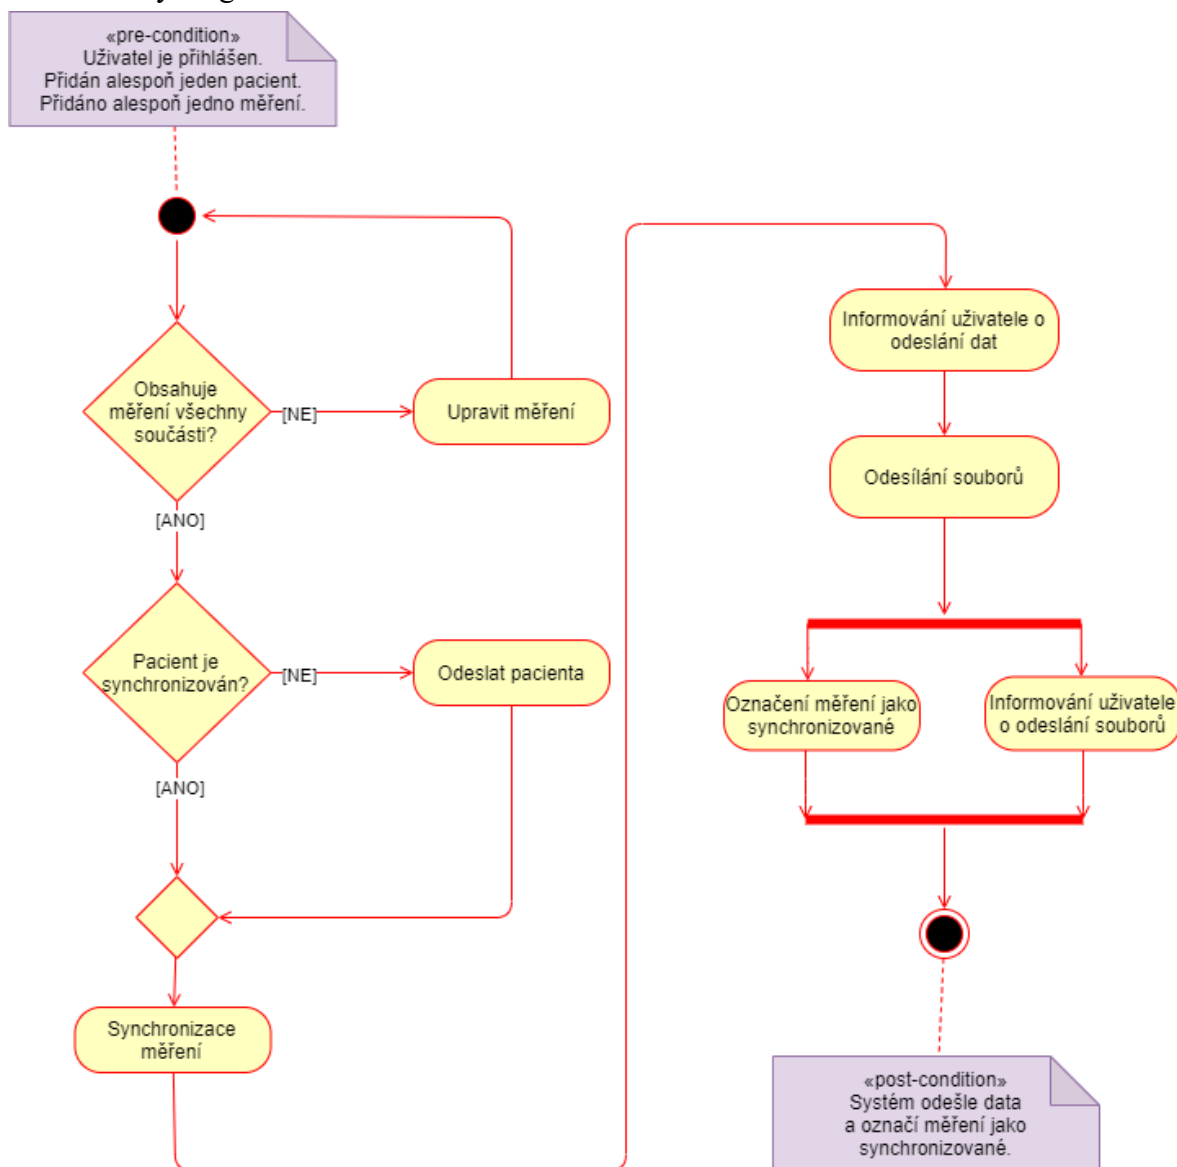 «pre-condition»
Uživatel je přihlášen.
Přidán alespoň jeden pacient.
Přidáno alespoň jedno měření.
Obsahuje
měření všechny
součásti?
[NE]
Upravit měření
[ANO]
Pacient je
synchronizován?
[NE]
Odeslat pacienta
[ANO]
Synchronizace
měření
Informování uživatele o
odeslání dat
Odesílání souborů
Označení měření jako
synchronizované
Informování uživatele
o odeslání souborů
«post-condition»
Systém odešle data
a označí měření jako
synchronizované.